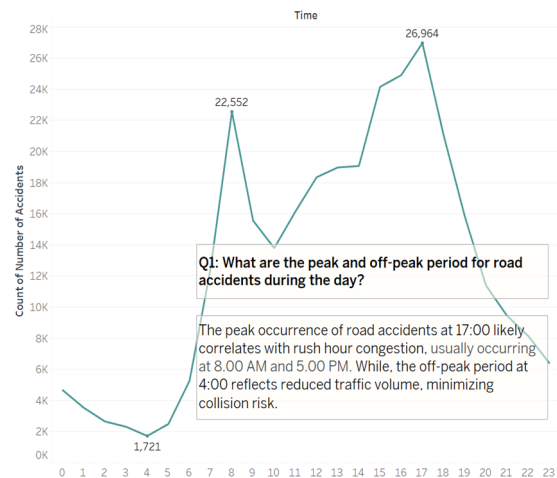 Time
28K
26K
24K
22K
20K
18K
16K
14K
12K
10K
8K
6K
4K
2K
0K
Count of Number of Accidents
26,964
22,552
1,721
Q1: What are the peak and off-peak period for road
accidents during the day?
The peak occurrence of road accidents at 17:00 likely
correlates with rush hour congestion, usually occurring
at 8.00 AM and 5.00 PM. While, the off-peak period at
4:00 reflects reduced traffic volume, minimizing
collision risk.
0 1 2 3 4 5 6 7 8 9 10 11 12 13 14 15 16 17 18 19 20 21 22 23